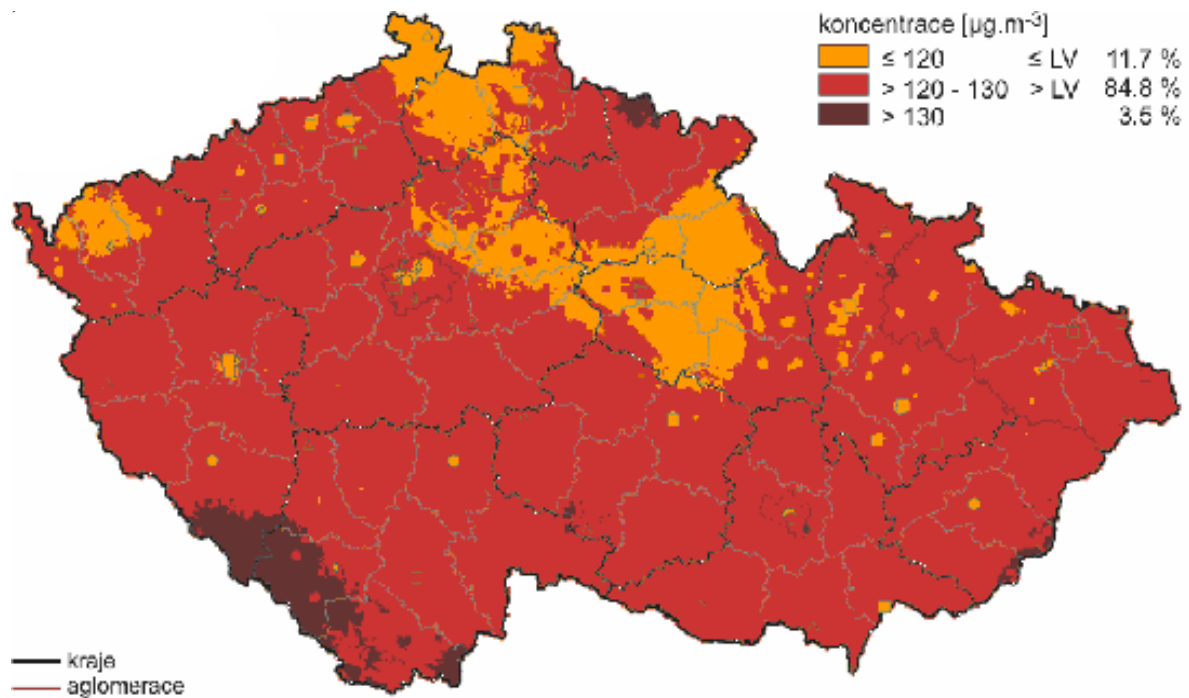 koncentrace [µg.m-3]
≤ 120 ≤ LV 11.7 %
> 120 - 130 > LV 84.8 %
> 130 3.5 %
kraje
aglomerace